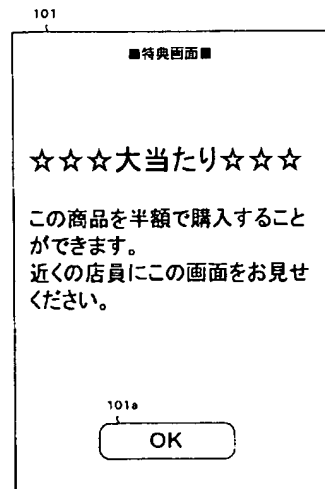 101
■特典画面■
☆☆☆大当たり☆☆☆
この商品を半額で購入すること
ができます。
近くの店員にこの画面をお見せ
ください。
101a
OK